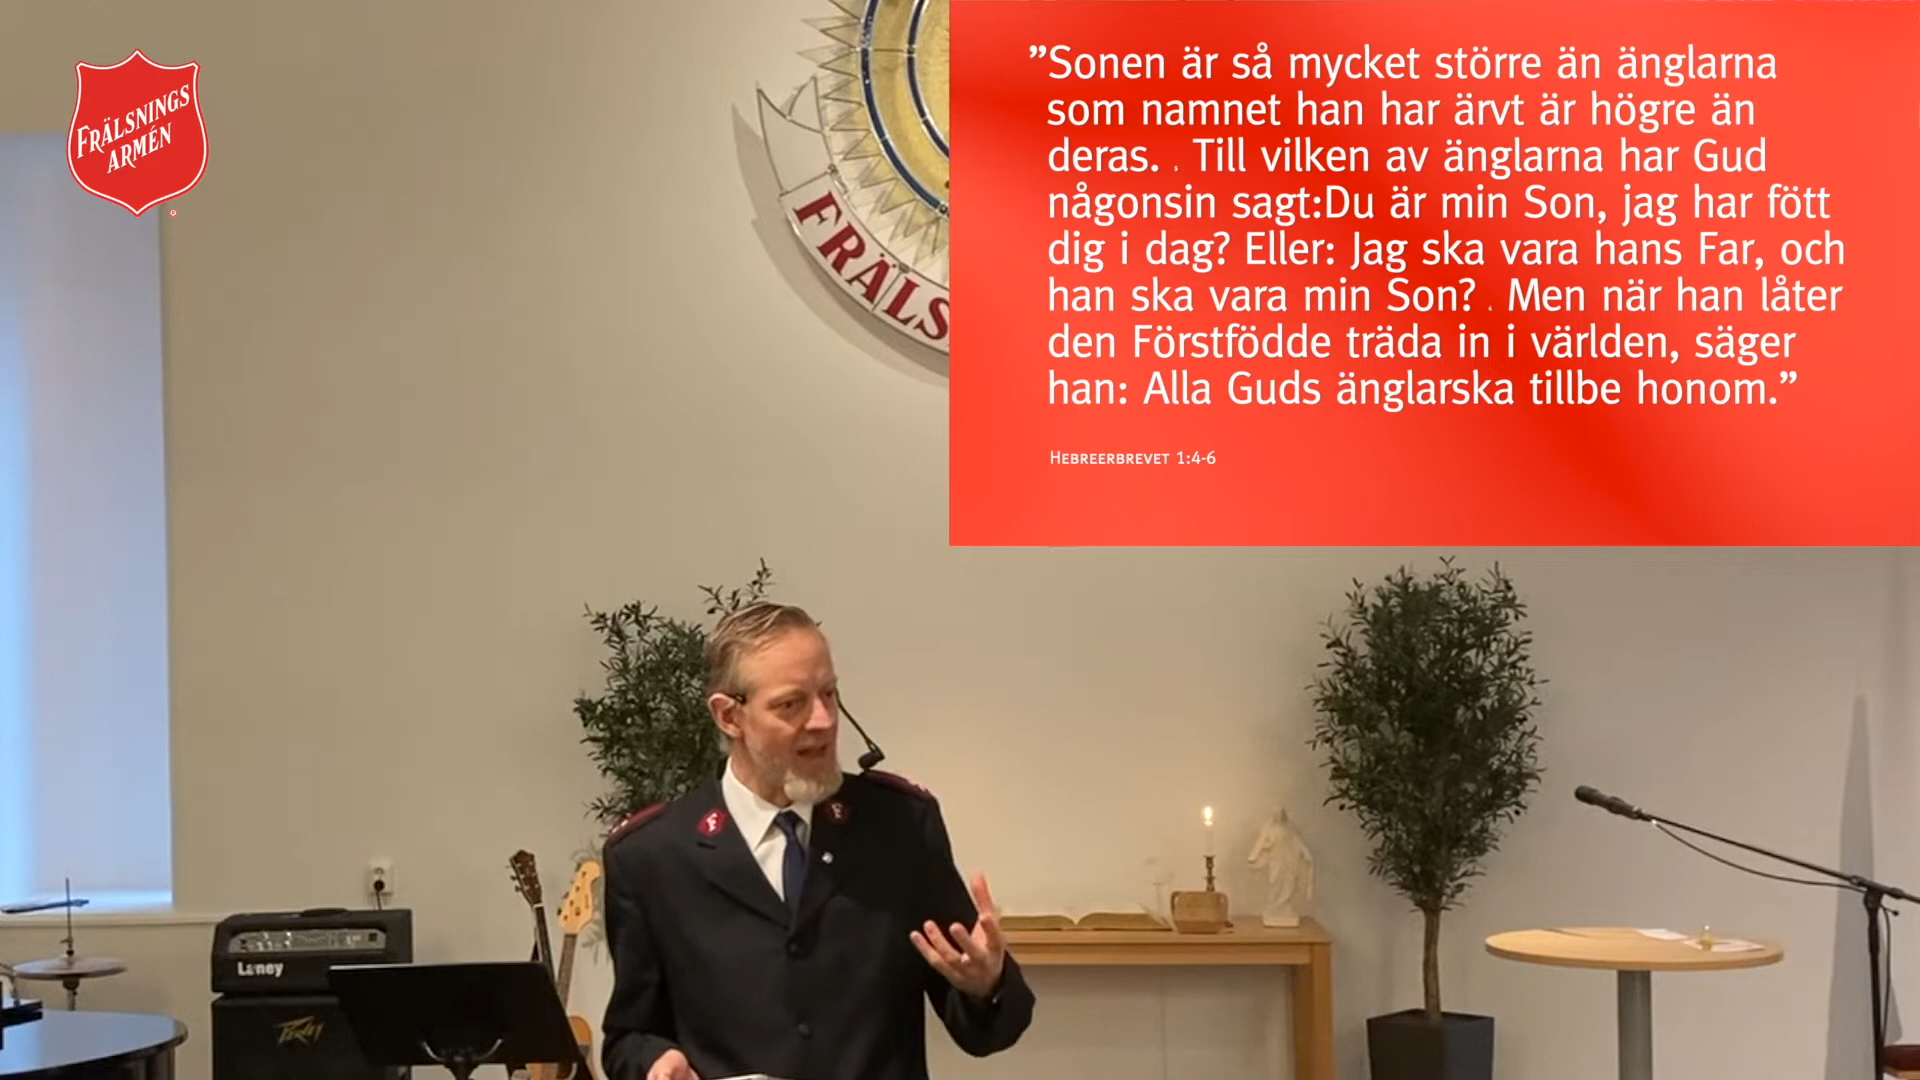 FRÄLSNINGS
ARMÉN
”Sonen är så mycket större än änglarna
som namnet han har ärvt är högre än
deras. . Till vilken av änglarna har Gud
någonsin sagt:Du är min Son, jag har fött
dig i dag? Eller: Jag ska vara hans Far, och
han ska vara min Son? . Men när han låter
den Förstfödde träda in i världen, säger
han: Alla Guds änglarska tillbe honom.”
HEBREERBREVET 1:4-6
FRÄLS
Laney
PEAVEY